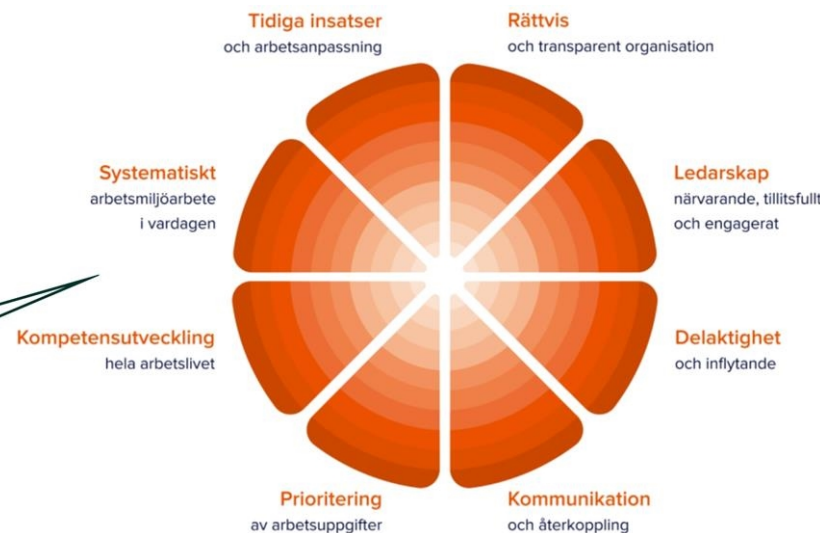 Tidiga insatser
och arbetsanpassning
Rättvis
och transparent organisation
Systematiskt
arbetsmiljöarbete
i vardagen
Ledarskap
närvarande, tillitsfullt
och engagerat
Kompetensutveckling
hela arbetslivet
Delaktighet
och inflytande
Prioritering
av arbetsuppgifter
Kommunikation
och återkoppling